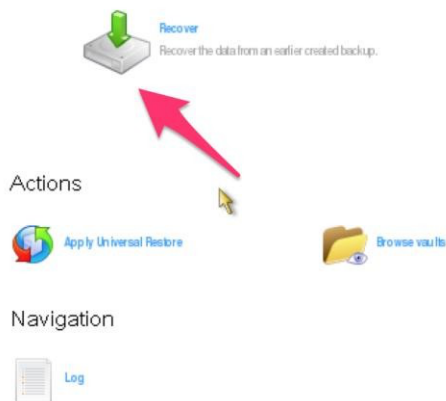 Recover
Recover the data from an earlier created backup.
Actions
Apply Universal Restore
Browse vaults
Navigation
Log